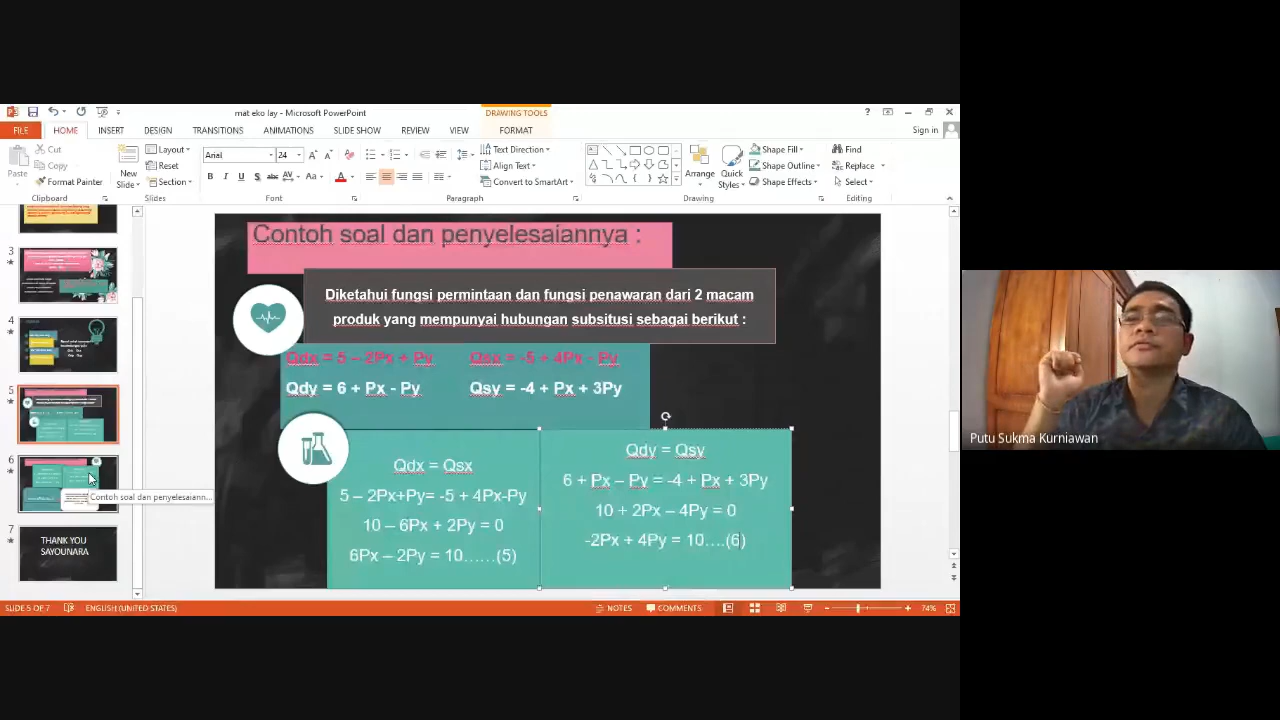 mat eko lay - Microsoft PowerPoint
DRAWING TOOLS
FILE HOME INSERT DESIGN TRANSITIONS ANIMATIONS SLIDE SHOW REVIEW VIEW FORMAT Sign in
Paste
Cut
Copy
Format Painter
Clipboard
New Slide
Layout
Reset
Section
Slides
Arial 24
Font
Text Direction
Align Text
Convert to SmartArt
Paragraph
Arrange
Quick Styles
Shape Fill
Shape Outline
Shape Effects
Drawing
Find
Replace
Select
Editing
3
4
5
6
Contoh soal dan penyelesaiann...
7
THANK YOU
SAYOUNARA
Contoh soal dan penyelesaiannya :
Diketahui fungsi permintaan dan fungsi penawaran dari 2 macam
produk yang mempunyai hubungan subsitusi sebagai berikut :
Qdx = 5 – 2Px + Py Qsx = -5 + 4Px - Py
Qdy = 6 + Px - Py Qsy = -4 + Px + 3Py
Qdx = Qsx
5 – 2Px+Py= -5 + 4Px-Py
10 – 6Px + 2Py = 0
6Px – 2Py = 10……(5)
Qdy = Qsy
6 + Px – Py = -4 + Px + 3Py
10 + 2Px – 4Py = 0
-2Px + 4Py = 10….(6)
SLIDE 5 OF 7 ENGLISH (UNITED STATES) NOTES COMMENTS 74%
Putu Sukma Kurniawan